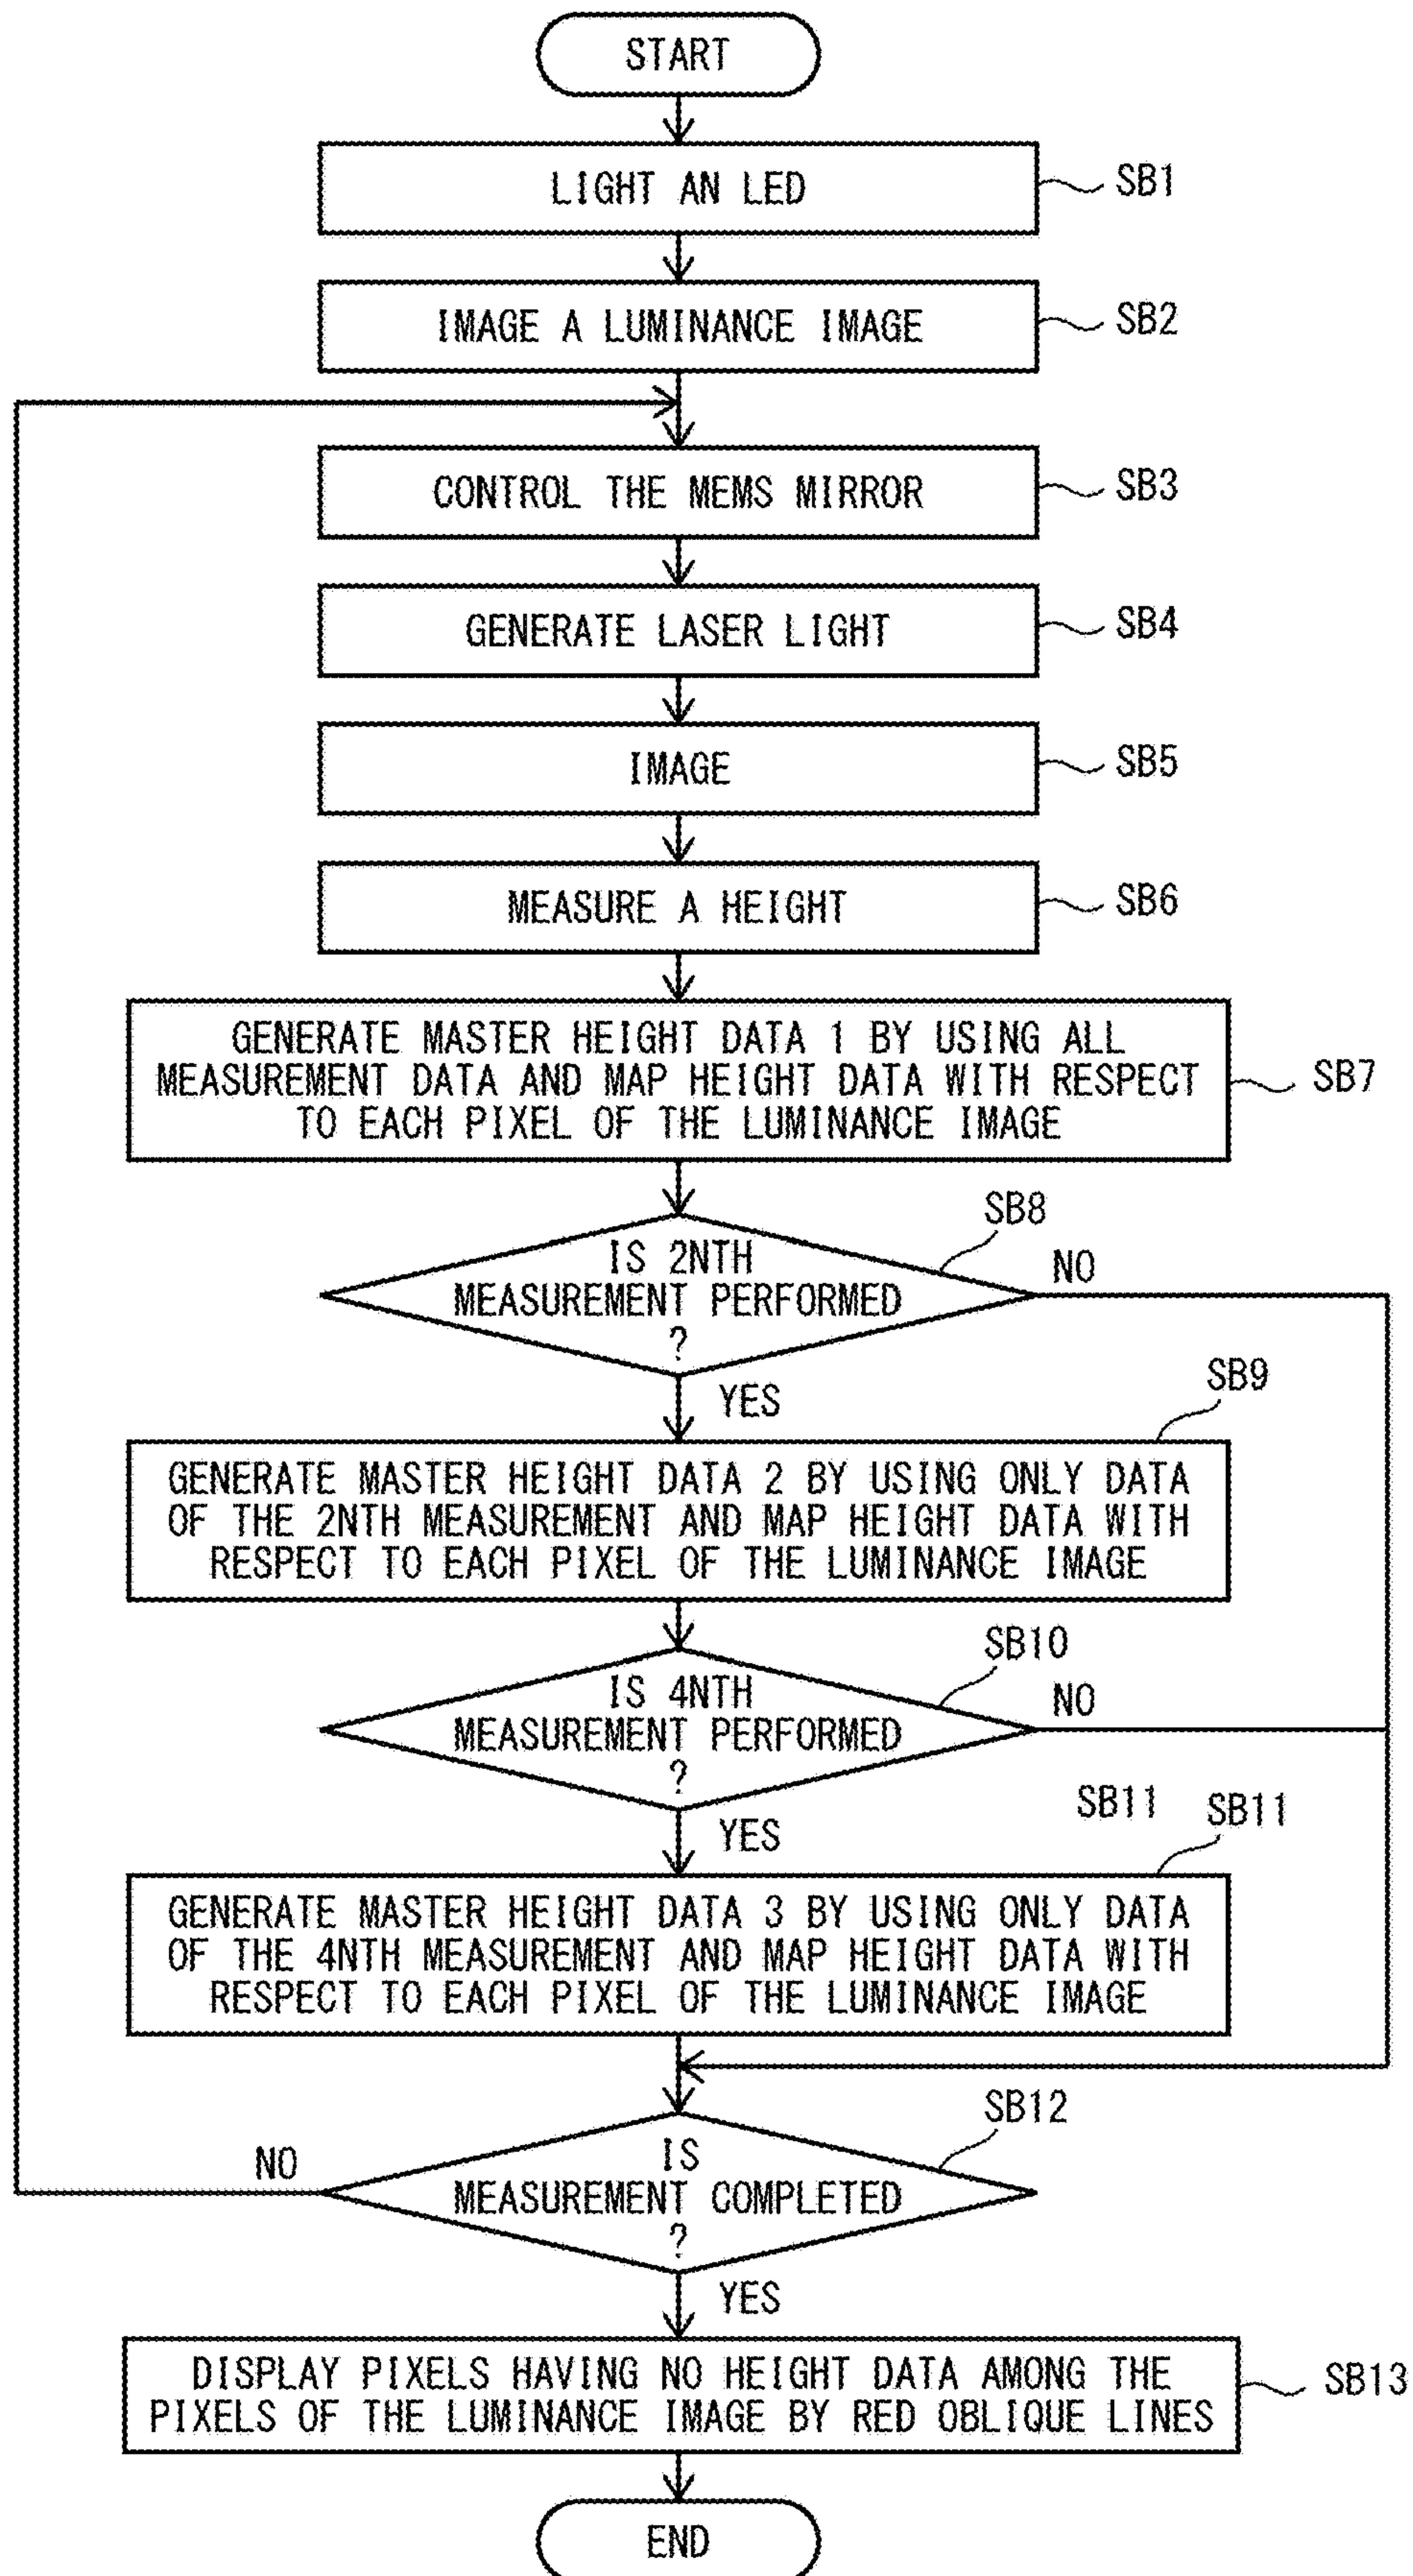 START
LIGHT AN LED
SB1
IMAGE A LUMINANCE IMAGE
SB2
CONTROL THE MEMS MIRROR
SB3
GENERATE LASER LIGHT
SB4
IMAGE
SB5
MEASURE A HEIGHT
SB6
GENERATE MASTER HEIGHT DATA 1 BY USING ALL
MEASUREMENT DATA AND MAP HEIGHT DATA WITH RESPECT
TO EACH PIXEL OF THE LUMINANCE IMAGE
SB7
SB8
IS 2NTH
MEASUREMENT PERFORMED
?
NO
YES
SB9
GENERATE MASTER HEIGHT DATA 2 BY USING ONLY DATA
OF THE 2NTH MEASUREMENT AND MAP HEIGHT DATA WITH
RESPECT TO EACH PIXEL OF THE LUMINANCE IMAGE
SB10
IS 4NTH
MEASUREMENT PERFORMED
?
NO
YES
SB11
SB11
GENERATE MASTER HEIGHT DATA 3 BY USING ONLY DATA
OF THE 4NTH MEASUREMENT AND MAP HEIGHT DATA WITH
RESPECT TO EACH PIXEL OF THE LUMINANCE IMAGE
SB12
IS
MEASUREMENT COMPLETED
?
NO
YES
DISPLAY PIXELS HAVING NO HEIGHT DATA AMONG THE
PIXELS OF THE LUMINANCE IMAGE BY RED OBLIQUE LINES
SB13
END